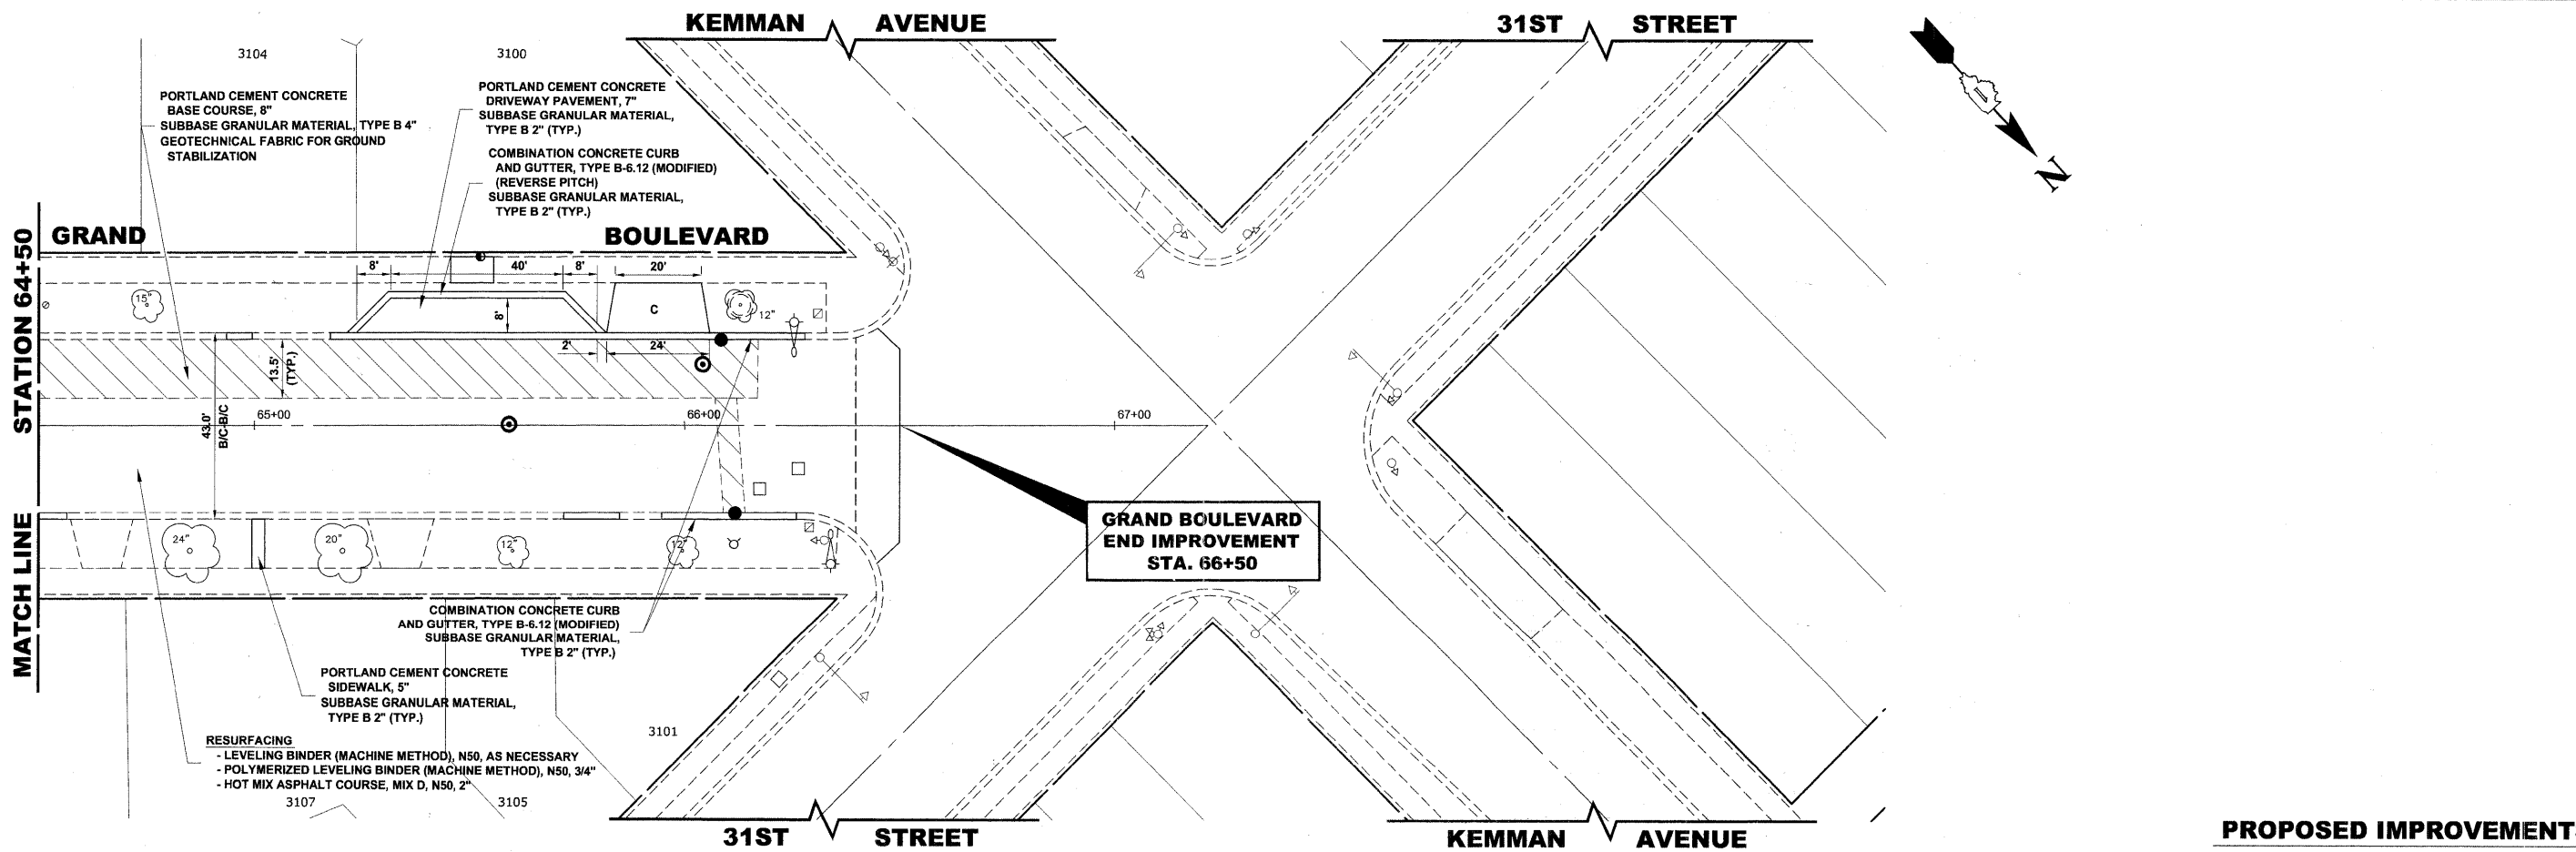 KEMMAN AVENUE
31ST STREET
3104
3100
PORTLAND CEMENT CONCRETE
BASE COURSE, 8"
SUBBASE GRANULAR MATERIAL, TYPE B 4"
GEOTECHNICAL FABRIC FOR GROUND
STABILIZATION
PORTLAND CEMENT CONCRETE
DRIVEWAY PAVEMENT, 7"
SUBBASE GRANULAR MATERIAL,
TYPE B 2" (TYP.)
COMBINATION CONCRETE CURB
AND GUTTER, TYPE B-6.12 (MODIFIED)
(REVERSE PITCH)
SUBBASE GRANULAR MATERIAL,
TYPE B 2" (TYP.)
N
MATCH LINE STATION 64+50
GRAND BOULEVARD
8'
40'
8'
20'
15"
8'
C
12"
2'
24'
13.5'
(TYP.)
43.0'
B/C-B/C
65+00
66+00
67+00
24"
20"
12"
12"
GRAND BOULEVARD
END IMPROVEMENT
STA. 66+50
COMBINATION CONCRETE CURB
AND GUTTER, TYPE B-6.12 (MODIFIED)
SUBBASE GRANULAR MATERIAL,
TYPE B 2" (TYP.)
PORTLAND CEMENT CONCRETE
SIDEWALK, 5"
SUBBASE GRANULAR MATERIAL,
TYPE B 2" (TYP.)
RESURFACING
- LEVELING BINDER (MACHINE METHOD), N50, AS NECESSARY
- POLYMERIZED LEVELING BINDER (MACHINE METHOD), N50, 3/4"
- HOT MIX ASPHALT COURSE, MIX D, N50, 2"
3101
3107
3105
31ST STREET
KEMMAN AVENUE
PROPOSED IMPROVEMENT